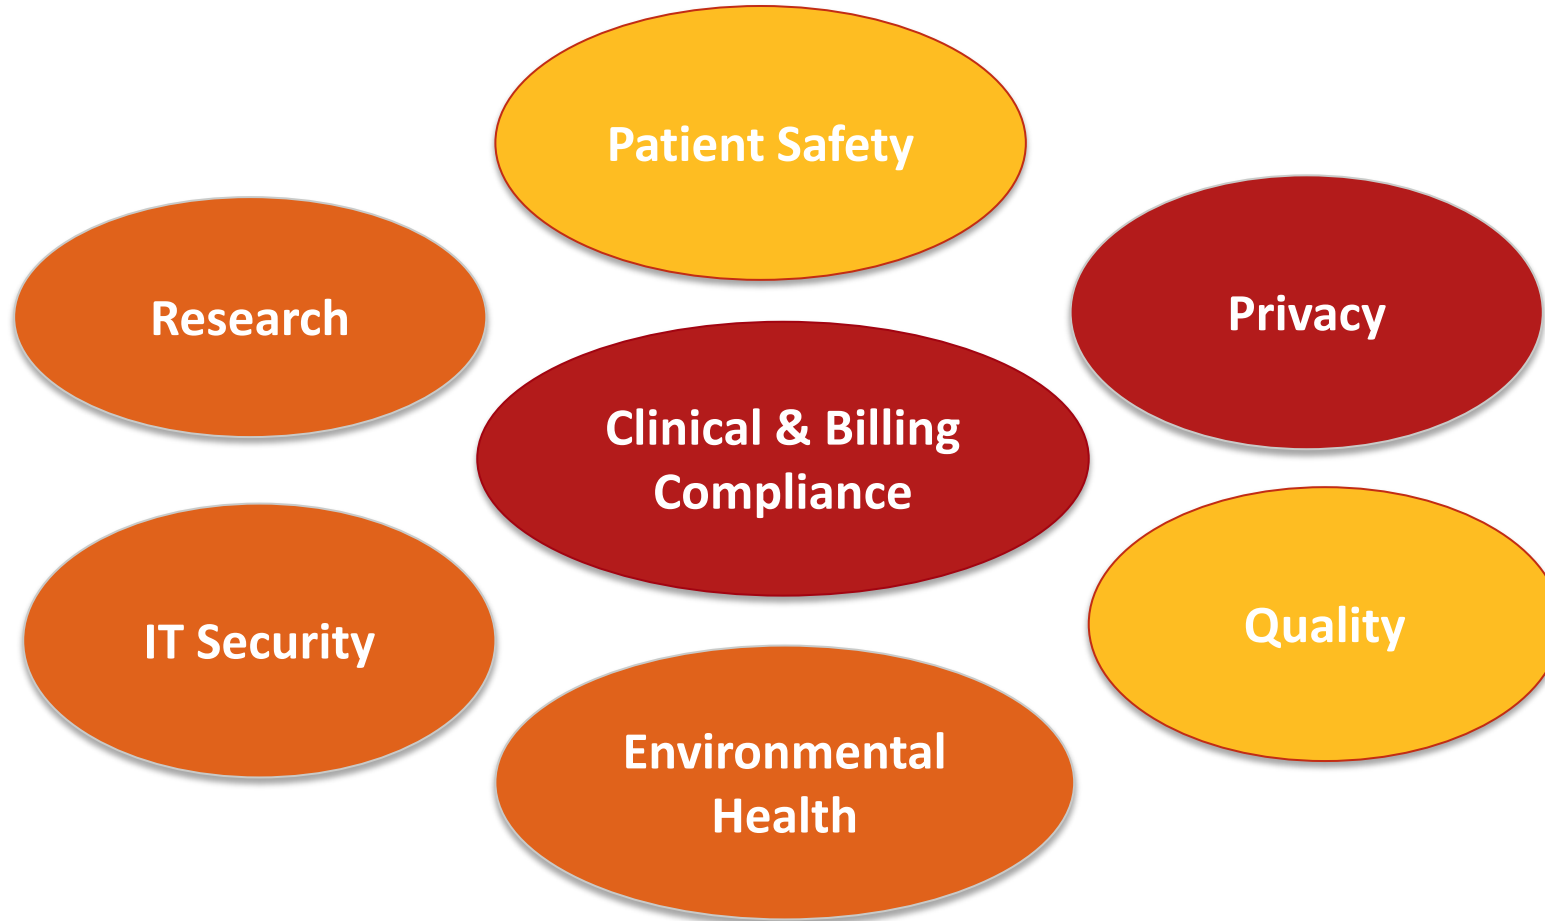 Patient Safety
Research
Privacy
Clinical & Billing
Compliance
IT Security
Quality
Environmental
Health